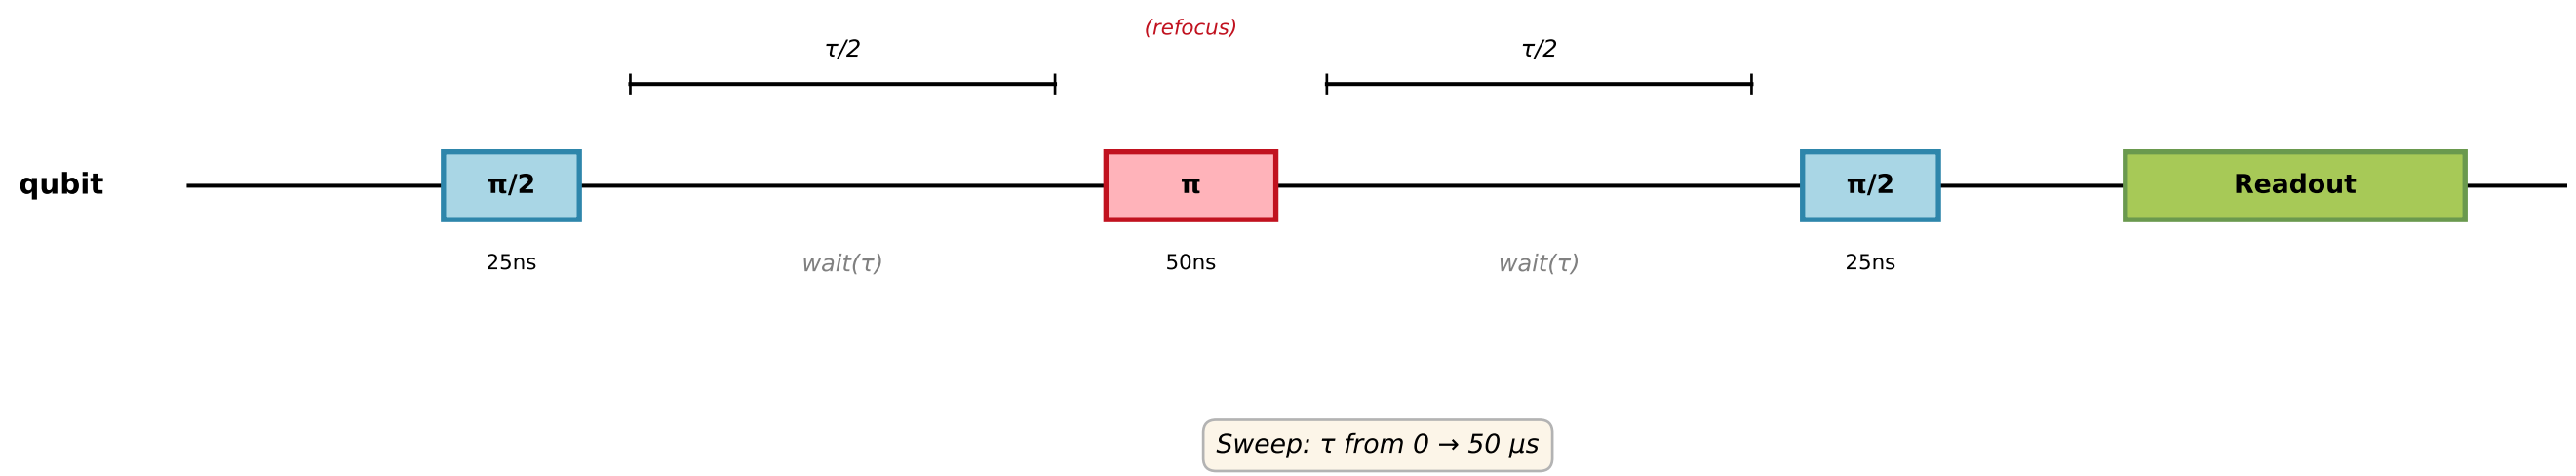 (refocus)
τ/2
τ/2
qubit
π/2
π
π/2
Readout
25ns
wait(τ)
50ns
wait(τ)
25ns
Sweep: τ from 0 → 50 μs